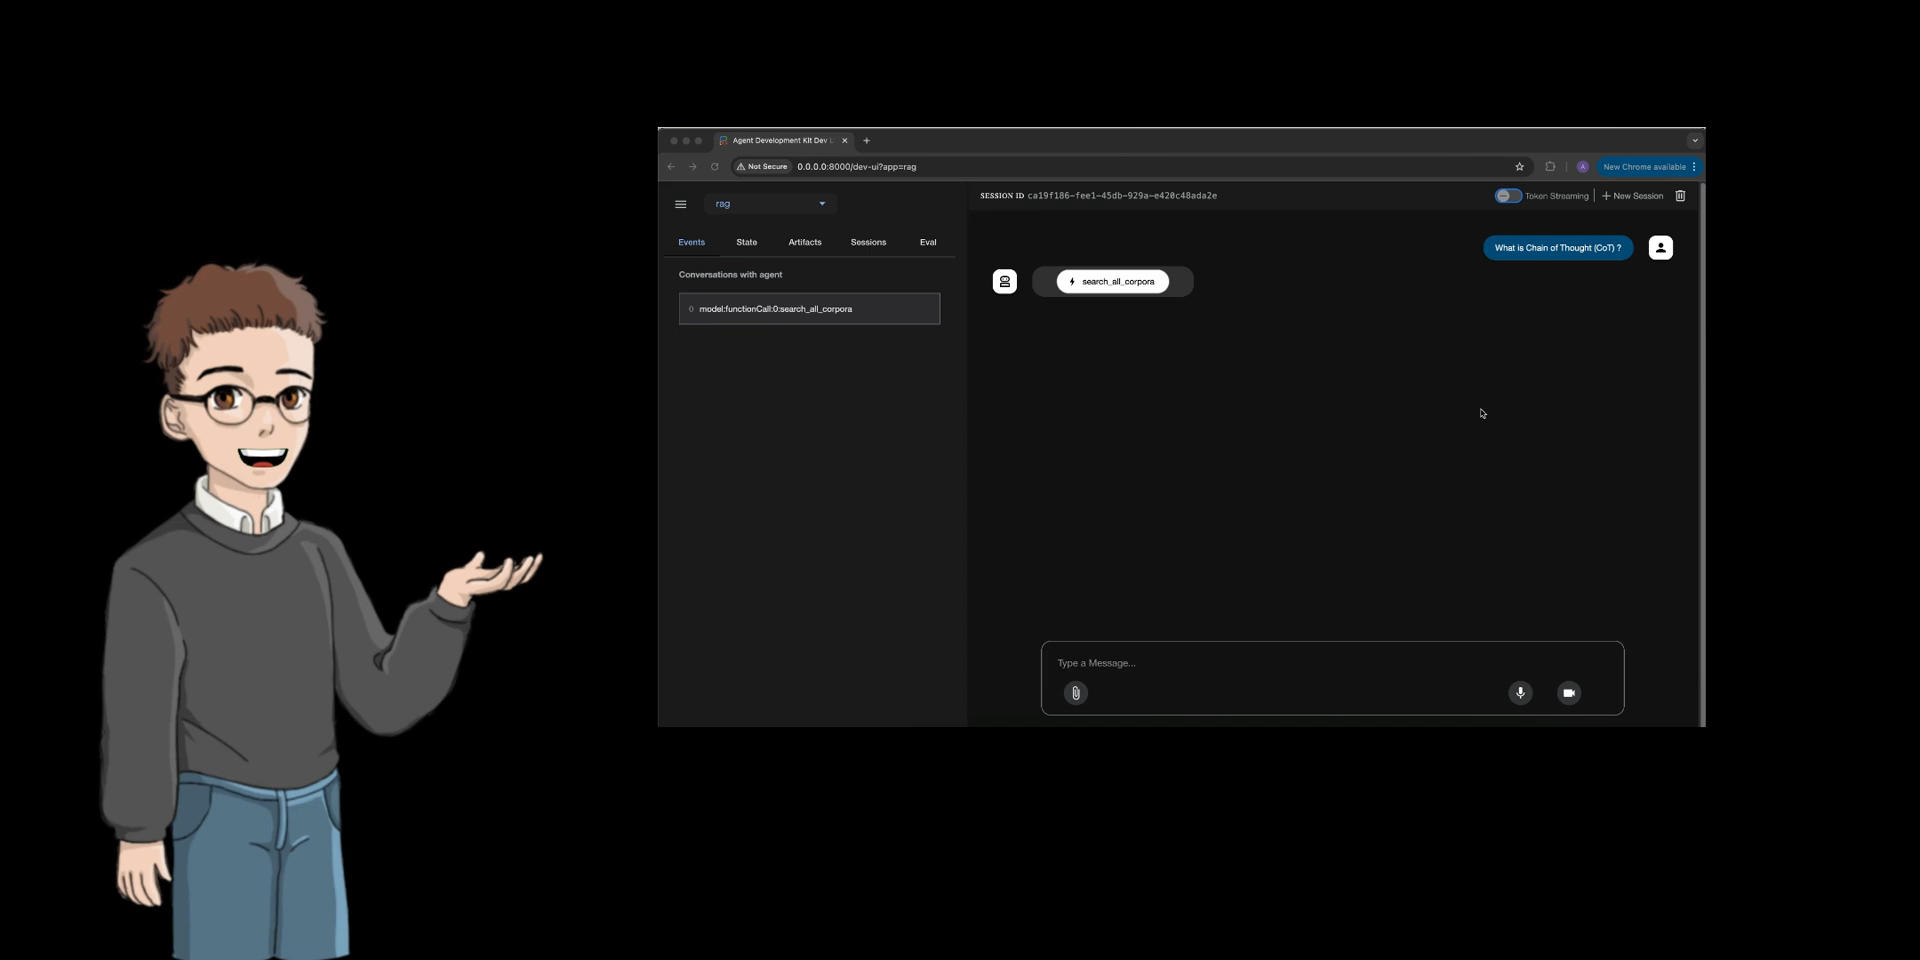 Agent Development Kit Dev
Not Secure
0.0.0.0:8000/dev-ui?app=rag
New Chrome available
rag
SESSION ID ca19f186-fee1-45db-929a-e420c48ada2e
Token Streaming
New Session
Events
State
Artifacts
Sessions
Eval
What is Chain of Thought (CoT) ?
Conversations with agent
search_all_corpora
0 model:functionCall:0:search_all_corpora
Type a Message...